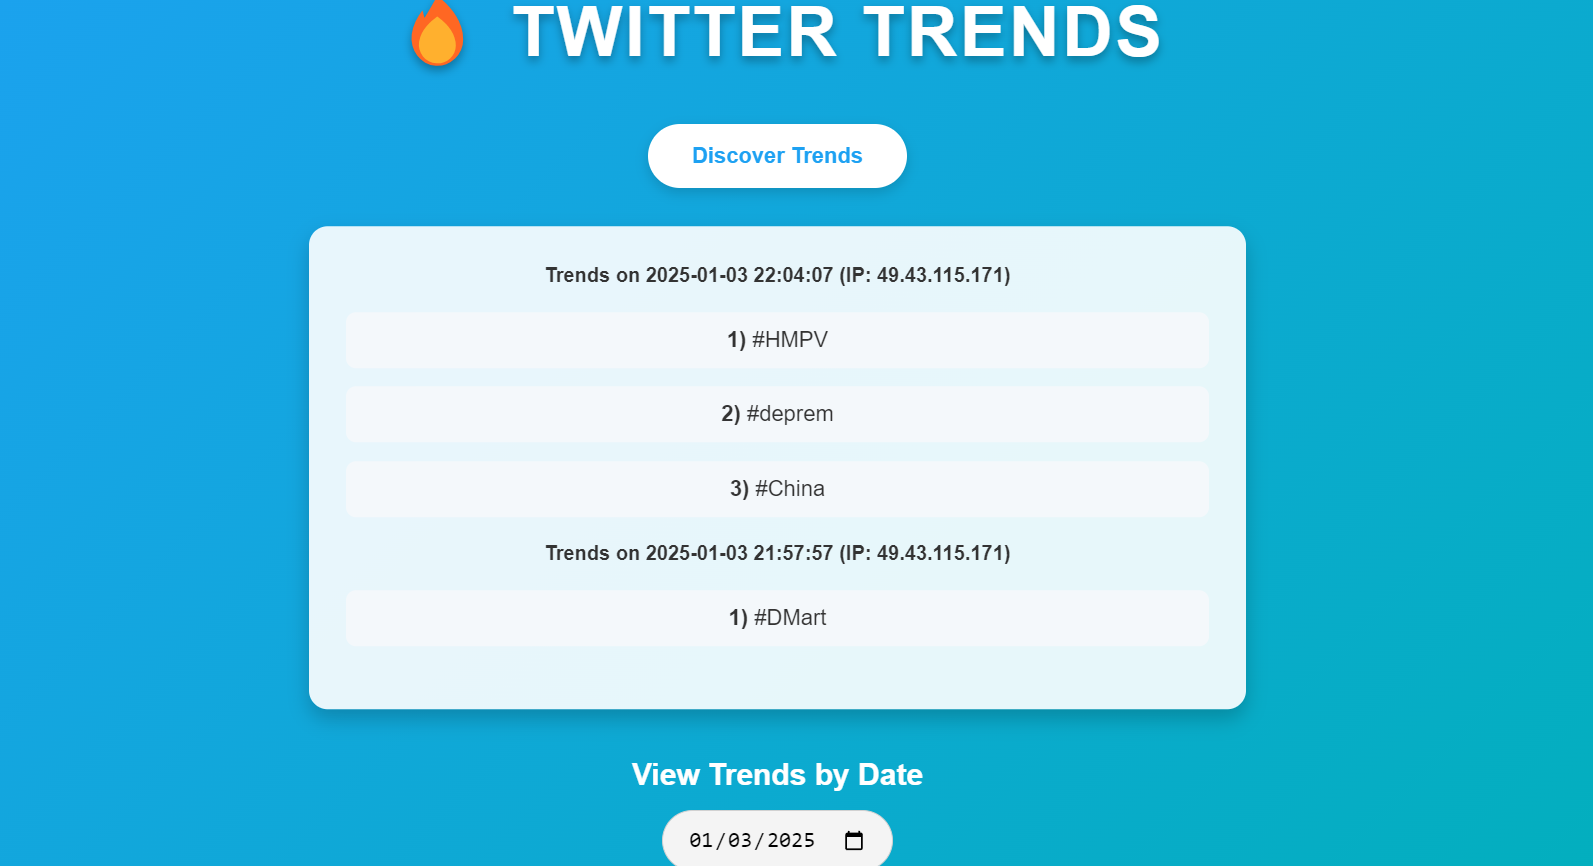 TWITTER TRENDS
Discover Trends
Trends on 2025-01-03 22:04:07 (IP: 49.43.115.171)
1) #HMPV
2) #deprem
3) #China
Trends on 2025-01-03 21:57:57 (IP: 49.43.115.171)
1) #DMart
View Trends by Date
01/03/2025